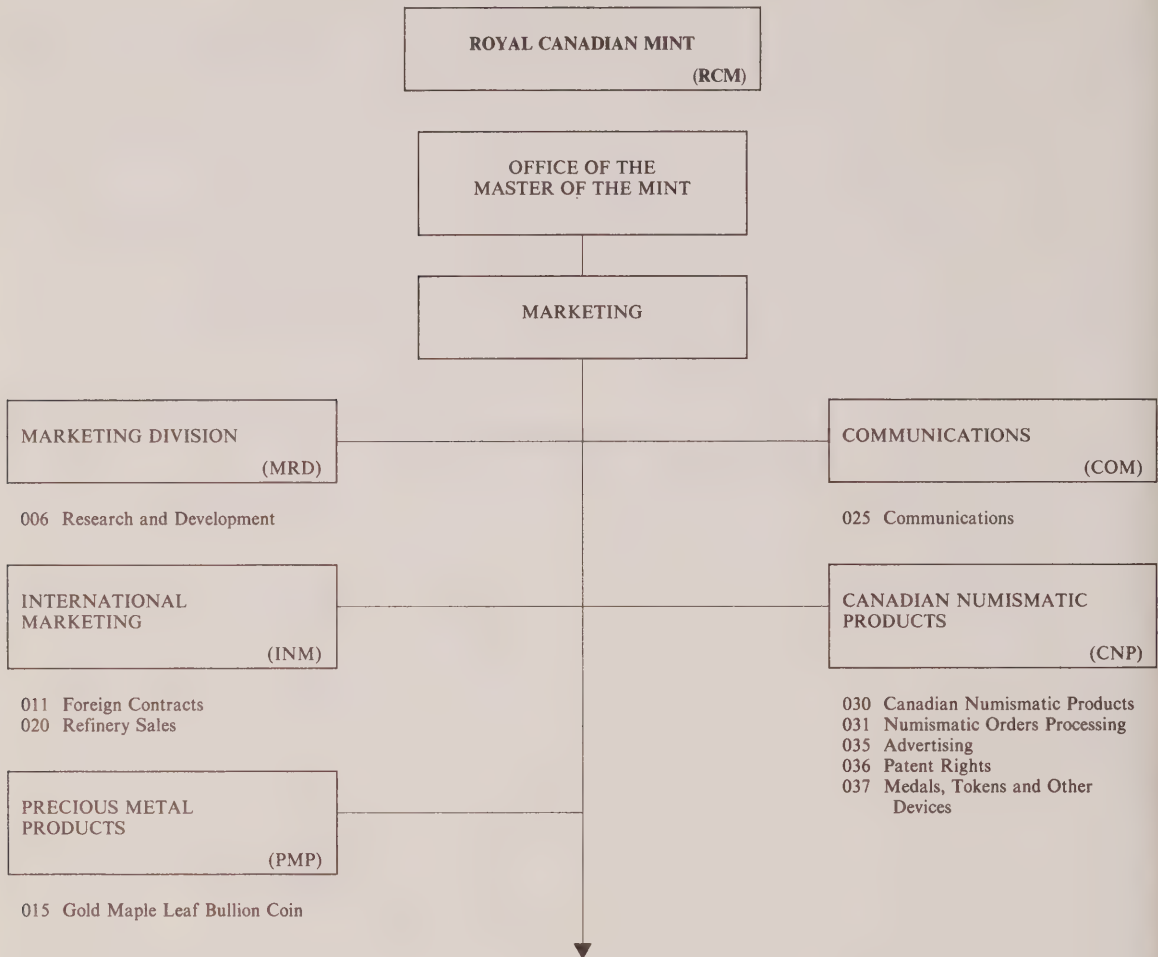 ROYAL CANADIAN MINT
(RCM)
OFFICE OF THE
MASTER OF THE MINT
MARKETING
MARKETING DIVISION
(MRD)
006 Research and Development
COMMUNICATIONS
(COM)
025 Communications
INTERNATIONAL
MARKETING
(INM)
011 Foreign Contracts
020 Refinery Sales
CANADIAN NUMISMATIC
PRODUCTS
(CNP)
030 Canadian Numismatic Products
031 Numismatic Orders Processing
035 Advertising
036 Patent Rights
037 Medals, Tokens and Other
Devices
PRECIOUS METAL
PRODUCTS
(PMP)
015 Gold Maple Leaf Bullion Coin